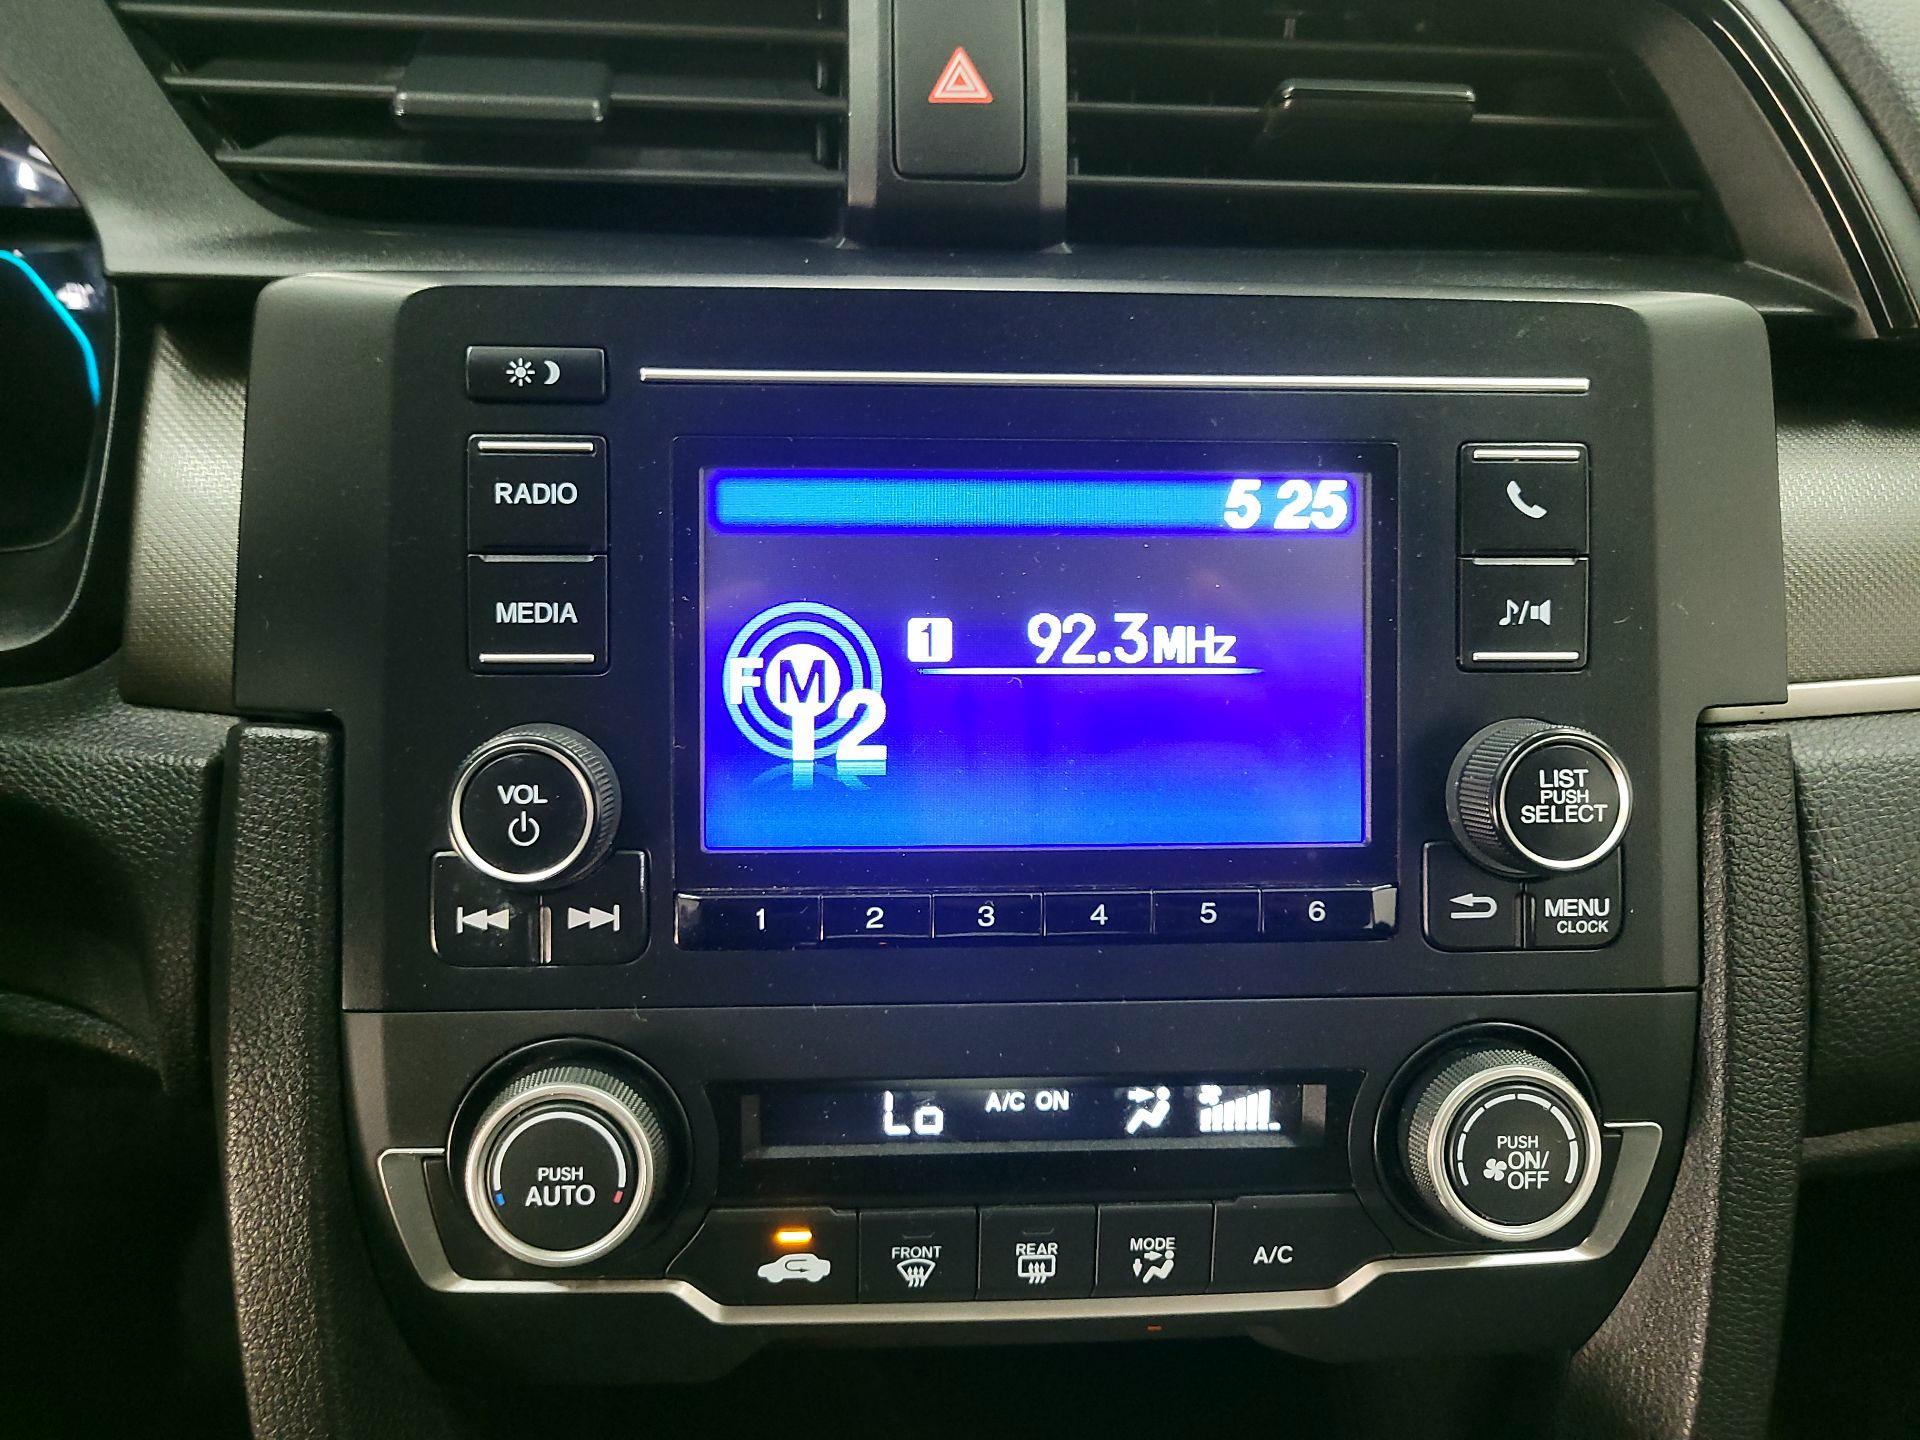 RADIO
MEDIA
VOL
5 25
FM
2
1 92.3MHz
LIST
PUSH
SELECT
1 2 3 4 5 6
MENU
CLOCK
Lo A/C ON
PUSH
AUTO
PUSH
ON/
OFF
FRONT
REAR
MODE
A/C